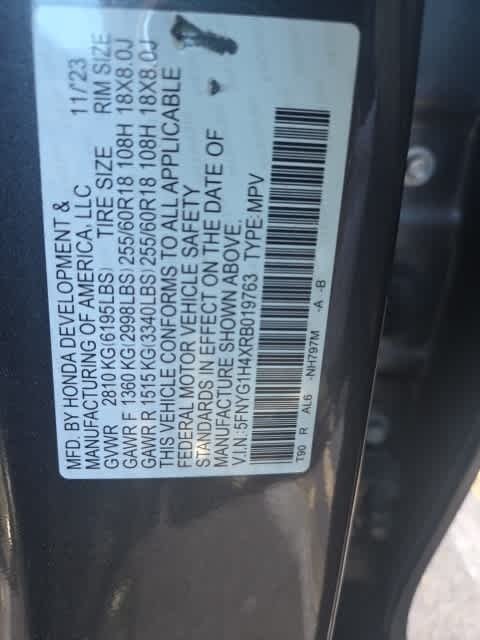 MFD. BY HONDA DEVELOPMENT & 11/23
MANUFACTURING OF AMERICA, LLC
GVWR 2810 KG(6195LBS) TIRE SIZE RIM SIZE
GAWR F 1360 KG(2998LBS) 255/60R18 108H 18X8.0J
GAWR R 1515 KG(3340LBS) 255/60R18 108H 18X8.0J
THIS VEHICLE CONFORMS TO ALL APPLICABLE
FEDERAL MOTOR VEHICLE SAFETY
STANDARDS IN EFFECT ON THE DATE OF
MANUFACTURE SHOWN ABOVE.
V.I.N.:5FNYG1H4XRB019763 TYPE:MPV
T90 R AL6 -NH797M -A -B